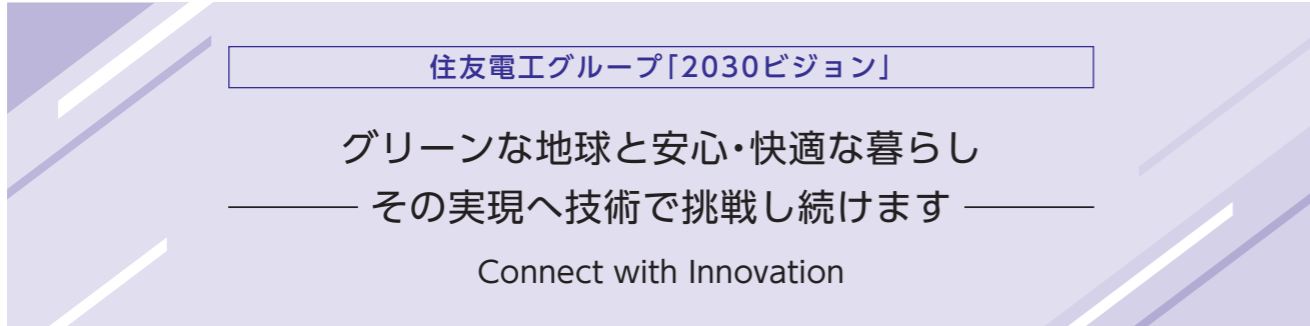 住友電工グループ｢2030ビジョン｣
グリーンな地球と安心･快適な暮らし
その実現へ技術で挑戦し続けます
Connect with Innovation